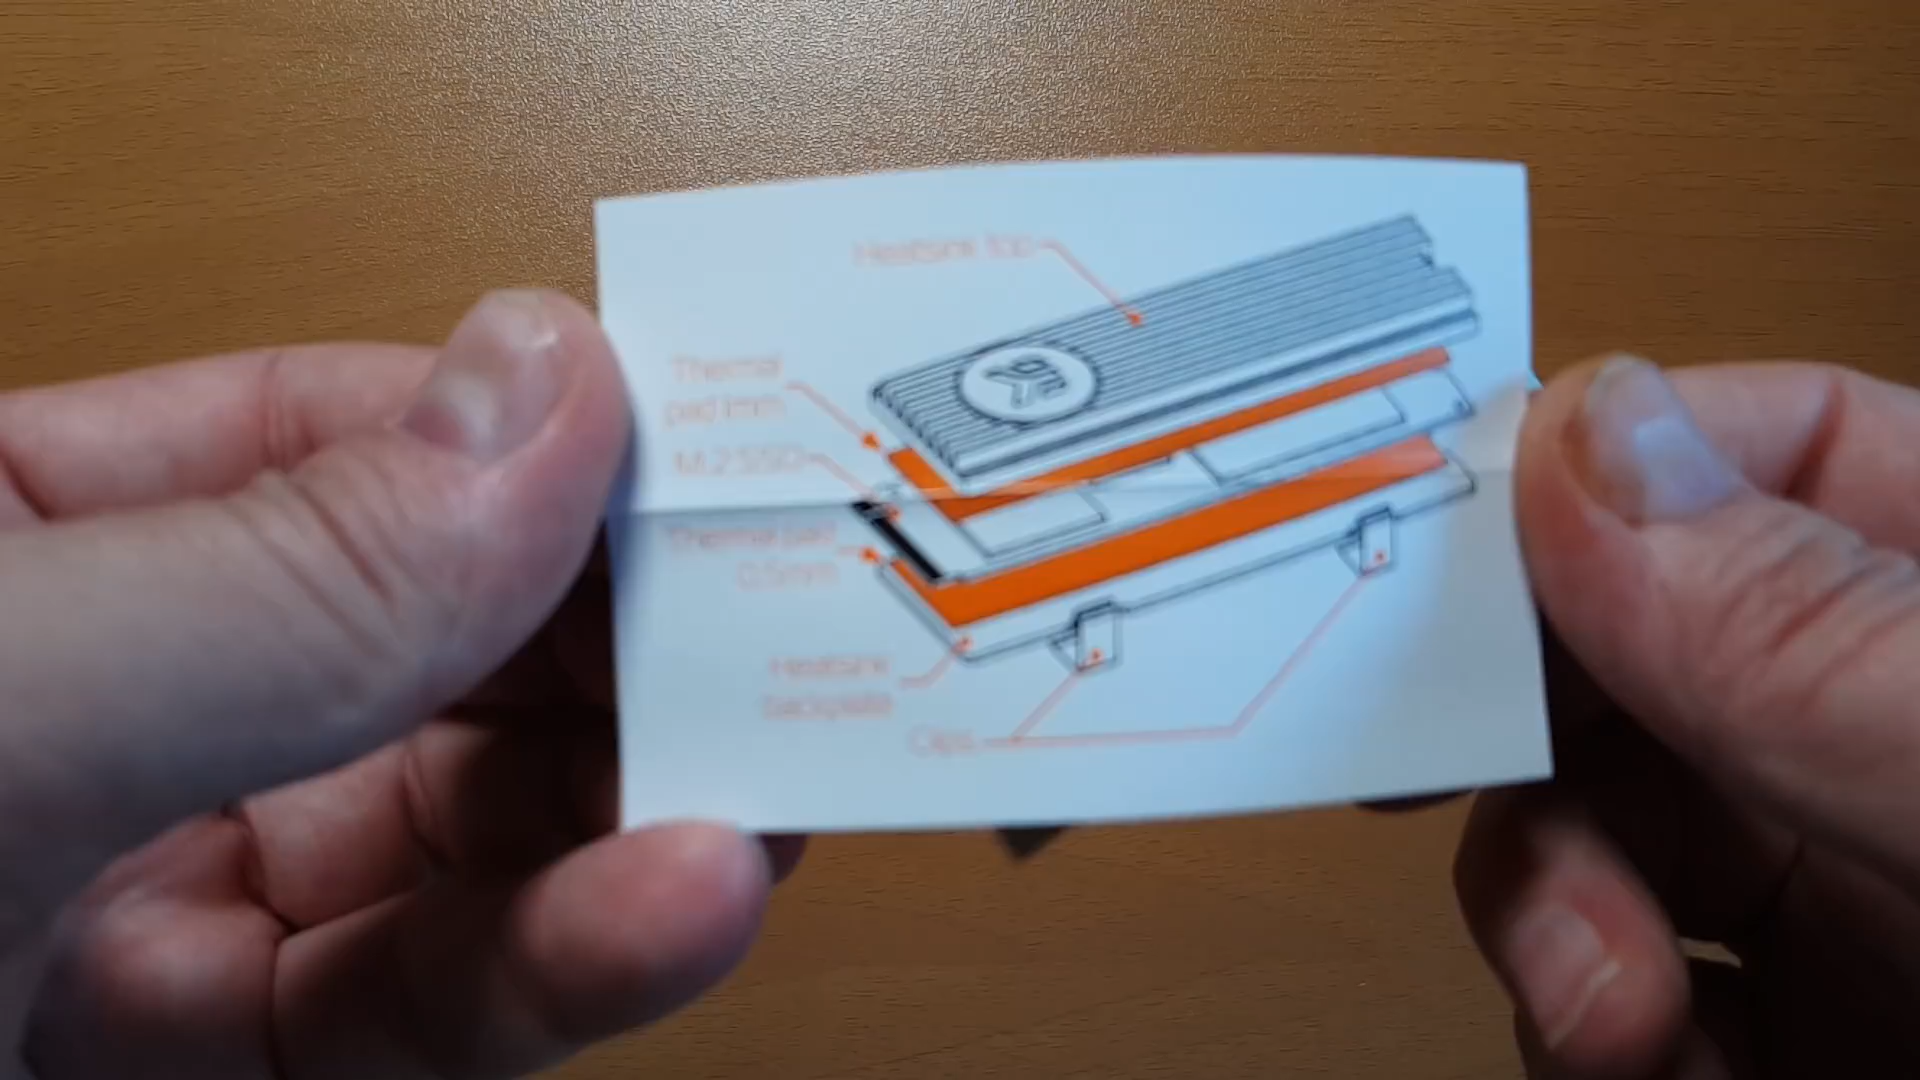 Heatsink top
Thermal
pad 1mm
M.2 SSD
Thermal pad
0,5mm
Heatsink
backplate
Clips